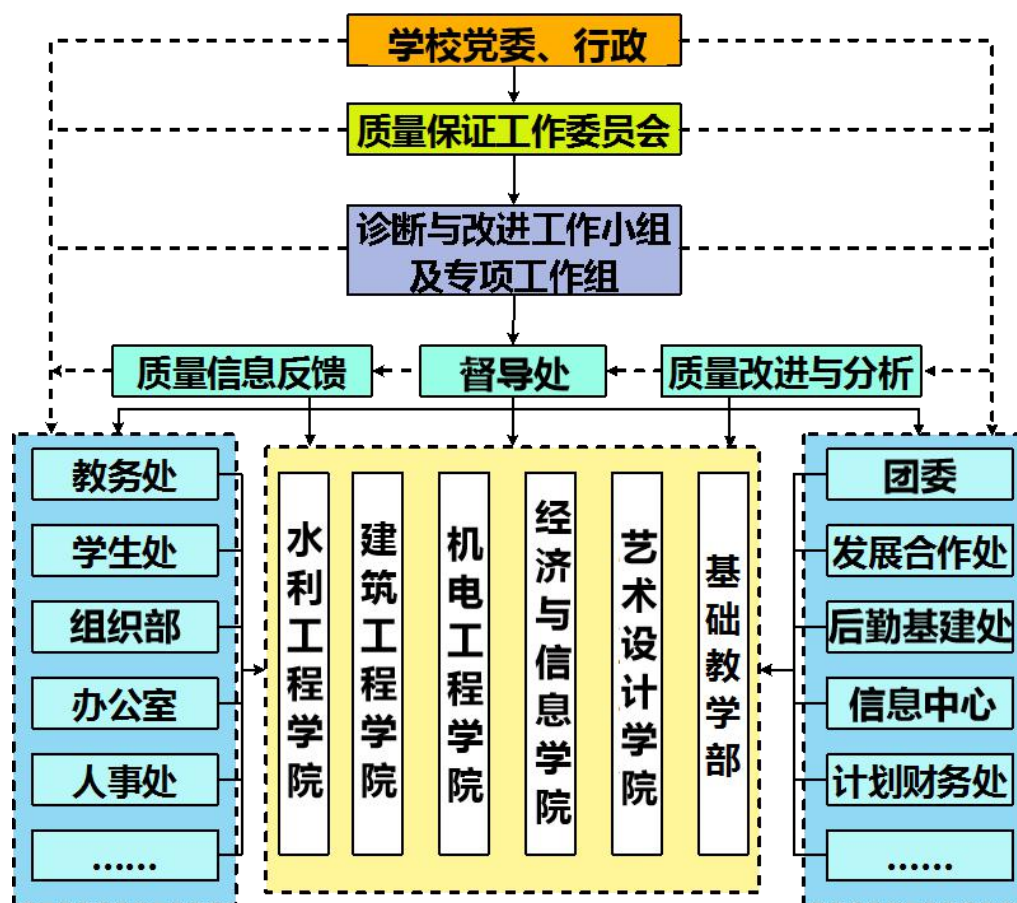 学校党委、行政
质量保证工作委员会
诊断与改进工作小组
及专项工作组
质量信息反馈
督导处
质量改进与分析
教务处
学生处
组织部
办公室
人事处
……
水利工程学院
建筑工程学院
机电工程学院
经济与信息学院
艺术设计学院
基础教学部
团委
发展合作处
后勤基建处
信息中心
计划财务处
……